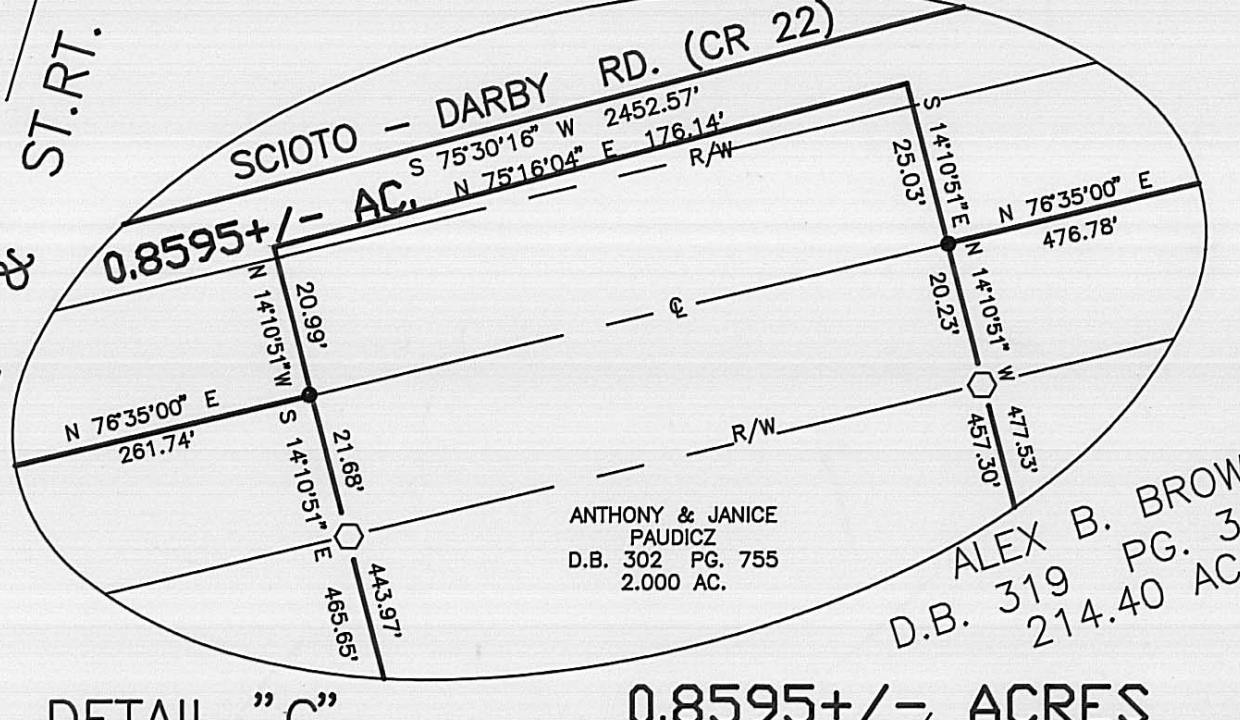 ST.RT.
&
SCIOTO - DARBY RD. (CR 22)
S 75°30'16" W 2452.57'
0.8595+/- AC.
N 75°16'04" E 176.14'
R/W
S 14°10'51" E
25.03'
N 76°35'00" E
476.78'
N 14°10'51" W
20.99'
℄
N 14°10'51" W
20.23'
N 76°35'00" E
261.74'
S 14°10'51" E
21.68'
R/W
477.53'
457.30'
ANTHONY & JANICE
PAUDICZ
D.B. 302 PG. 755
2.000 AC.
443.97'
465.65'
ALEX B. BROW
D.B. 319 PG. 3
214.40 AC
DETAIL "C"
0.8595+/- ACRES